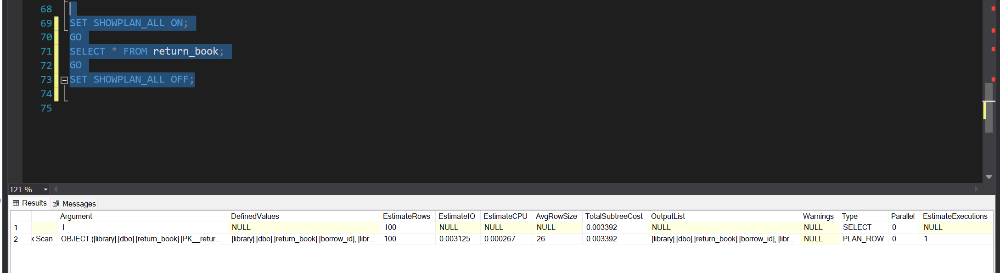 68
69 SET SHOWPLAN_ALL ON;
70 GO
71 SELECT * FROM return_book;
72 GO
73 SET SHOWPLAN_ALL OFF;
74
75
121 %
Results Messages
Argument DefinedValues EstimateRows EstimateIO EstimateCPU AvgRowSize TotalSubtreeCost OutputList Warnings Type Parallel EstimateExecutions
1 1 NULL 100 NULL NULL NULL 0.003392 NULL NULL SELECT 0 NULL
2 x Scan OBJECT:([library].[dbo].[return_book].[PK__retur... [library].[dbo].[return_book].[borrow_id], [libr... 100 0.003125 0.000267 26 0.003392 [library].[dbo].[return_book].[borrow_id], [libr... NULL PLAN_ROW 0 1